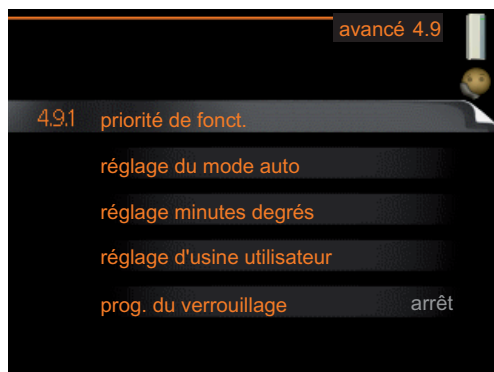 avancé 4.9
4.9.1 priorité de fonct.
réglage du mode auto
réglage minutes degrés
réglage d'usine utilisateur
prog. du verrouillage arrêt